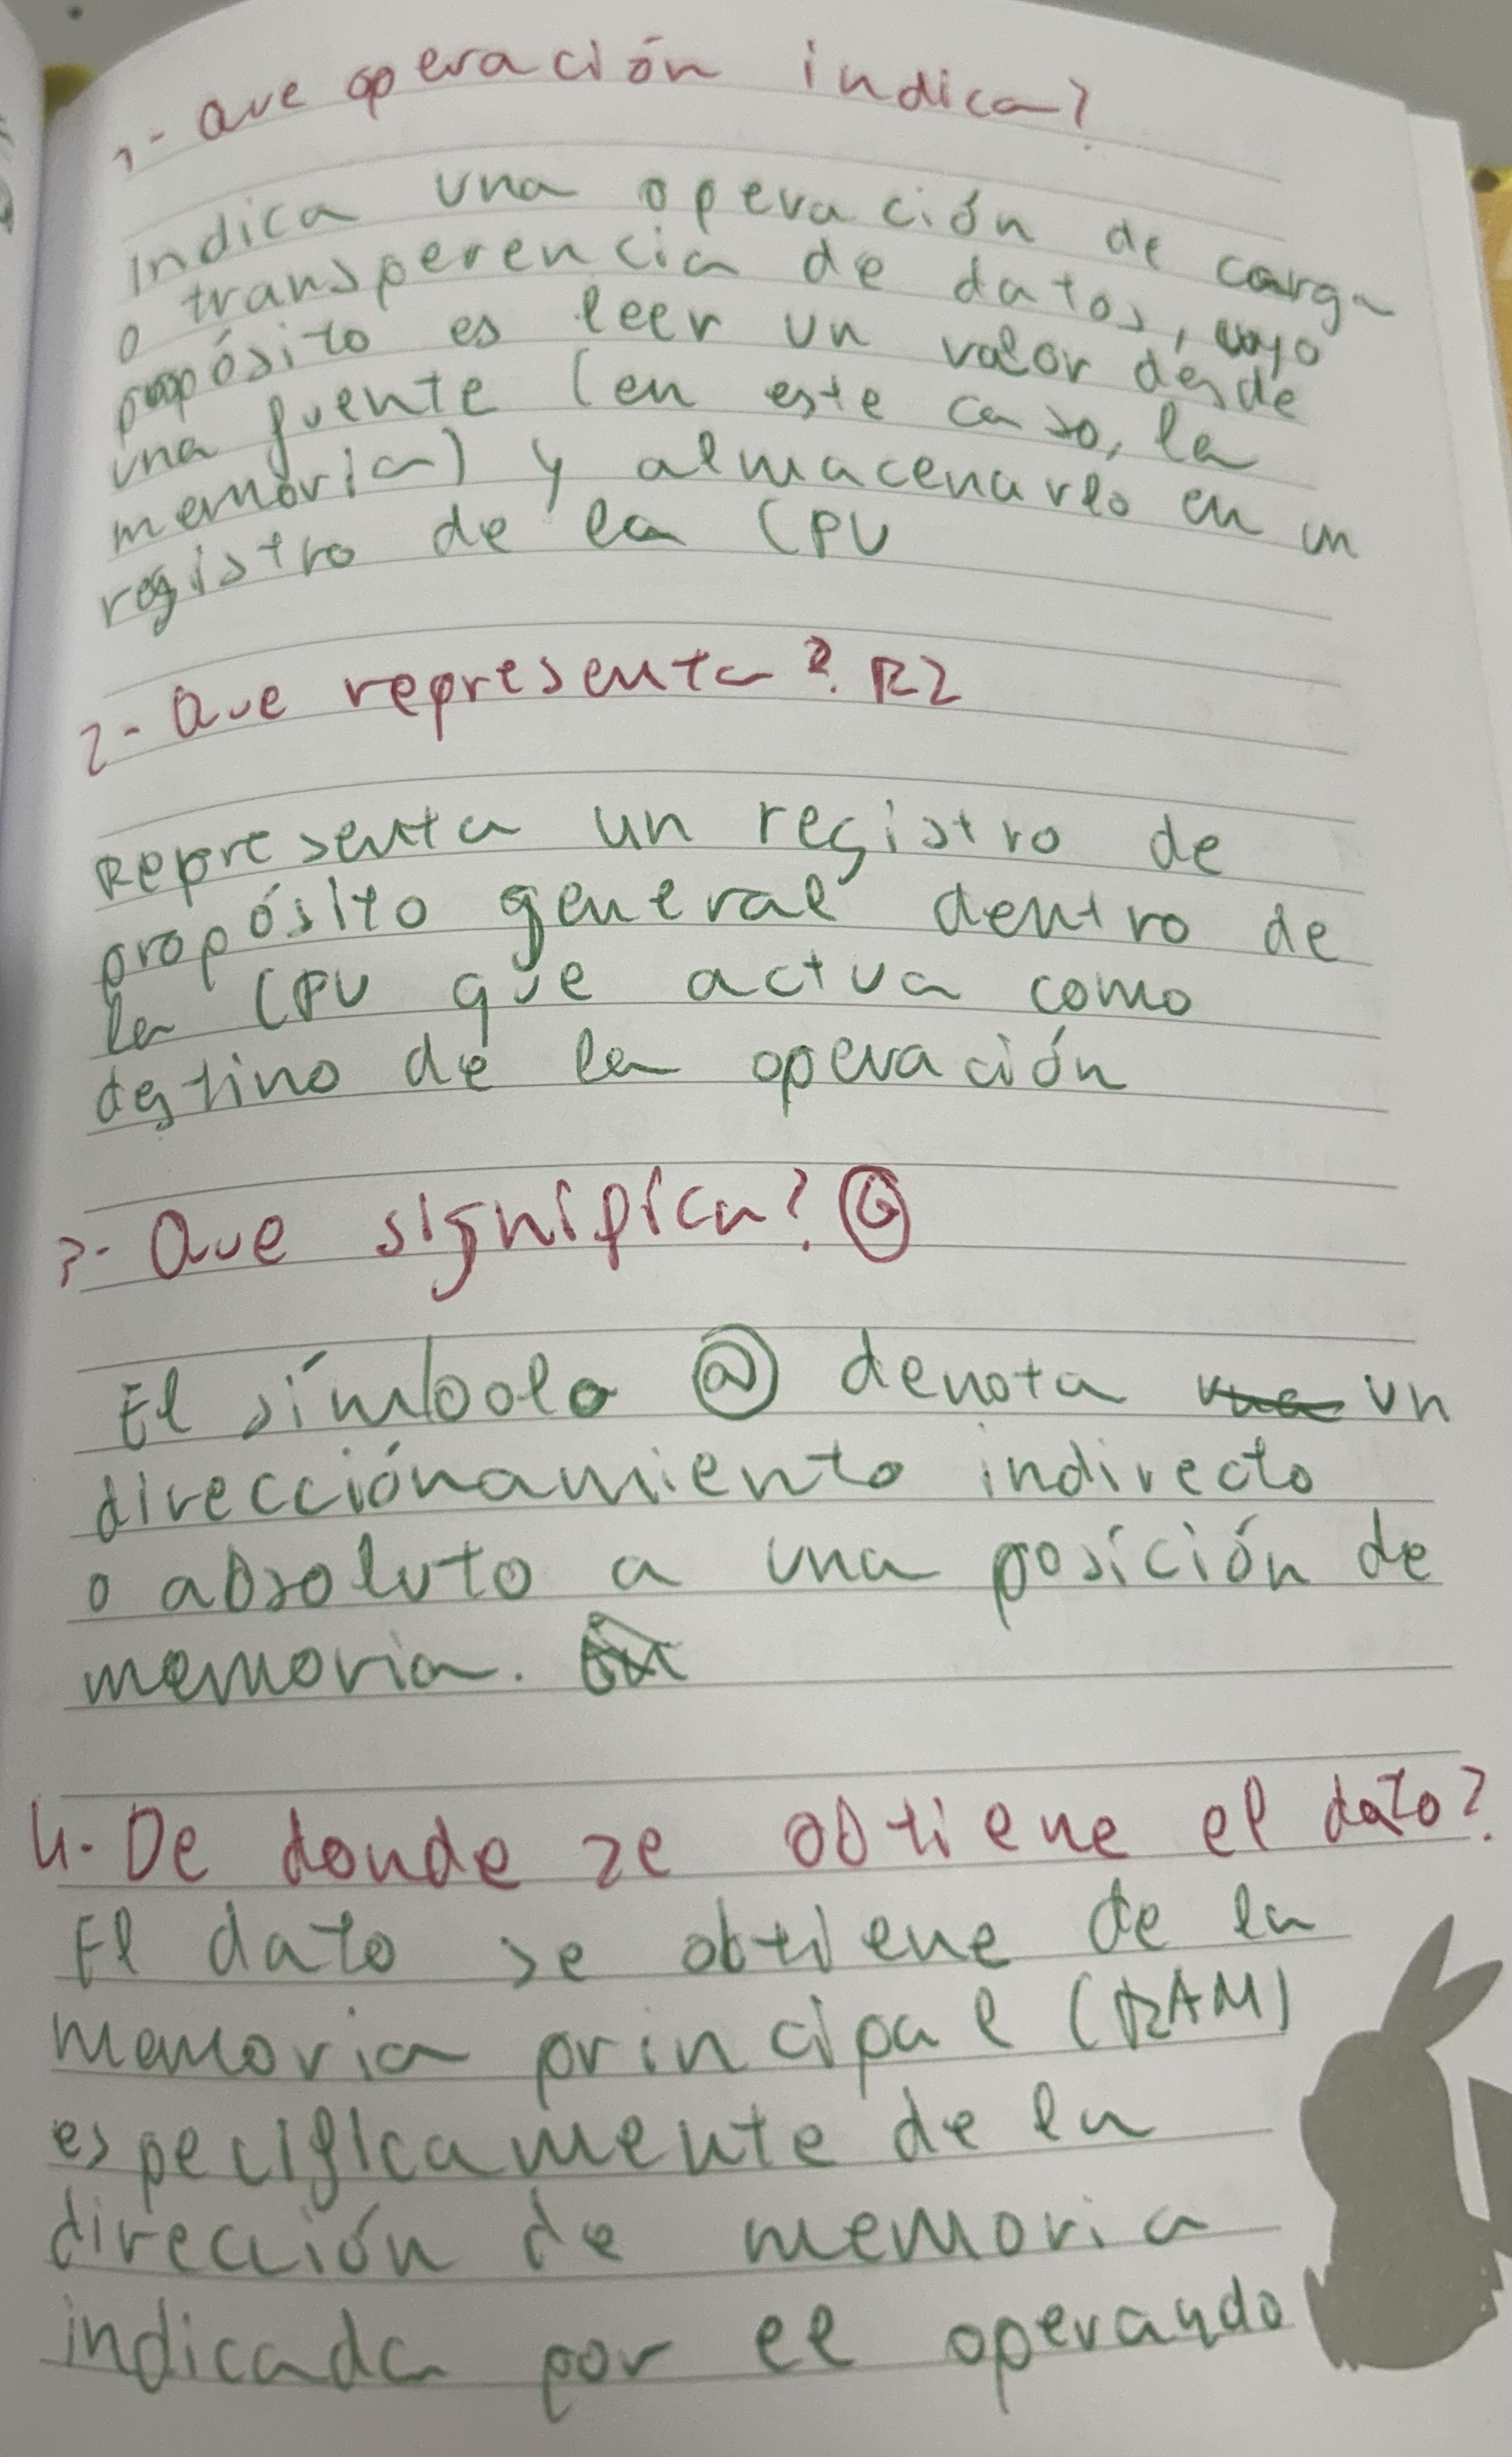 1- Que operación indica?
Indica una operación de carga
o transferencia de datos, cuyo
propósito es leer un valor desde
una fuente (en este caso, la
memoria) y almacenarlo en un
registro de la CPU
2- Que representa? R2
Representa un registro de
propósito general dentro de
la CPU que actua como
destino de la operación
3- Que significa? @
El símbolo @ denota un
direcciónamiento indirecto
o absoluto a una posición de
memoria.
4- De donde se obtiene el dato?
El dato se obtiene de la
memoria principal (RAM)
especificamente de la
dirección de memoria
indicada por el operando